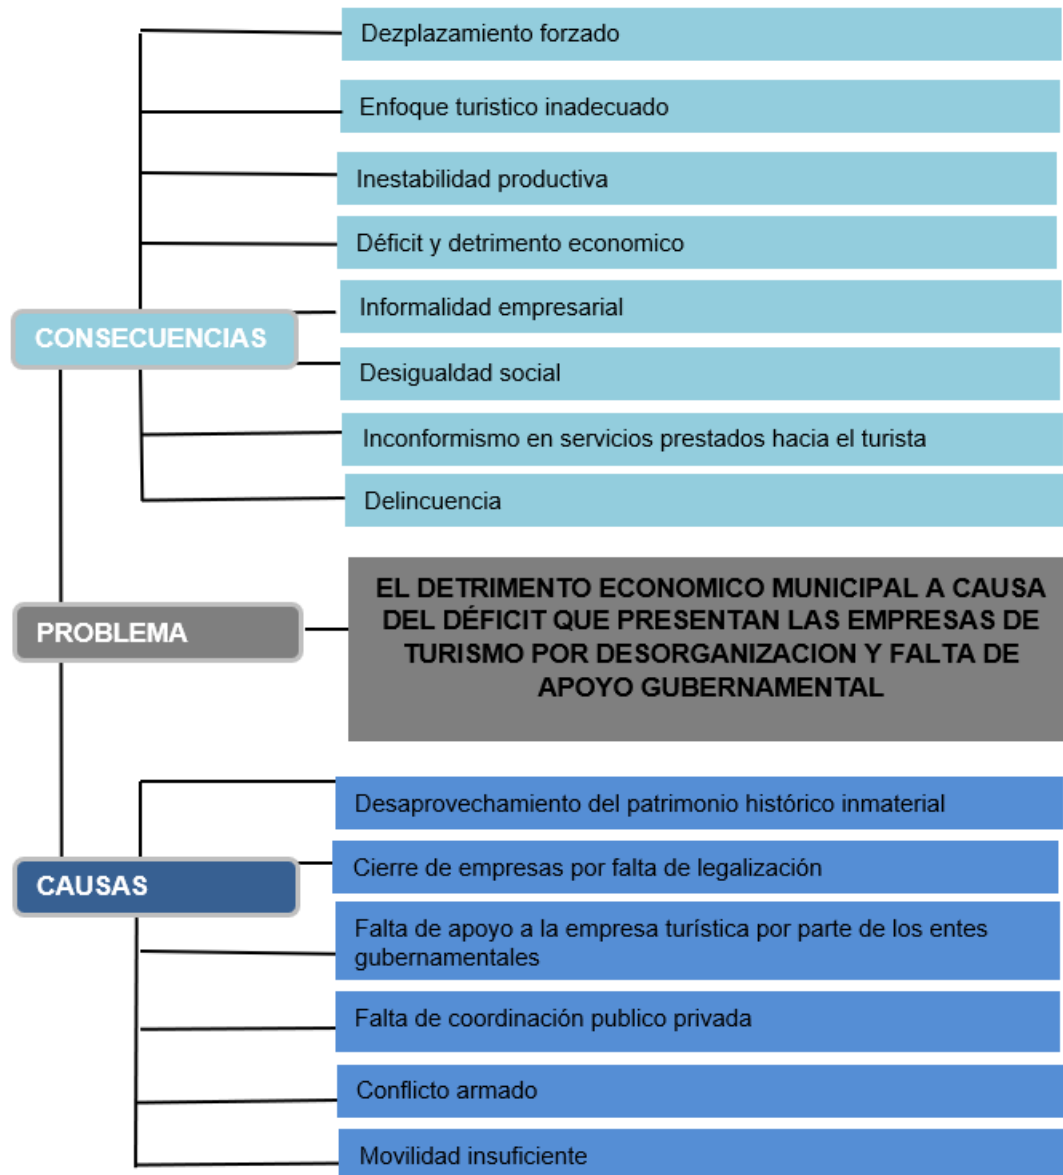 Dezplazamiento forzado
Enfoque turistico inadecuado
Inestabilidad productiva
Déficit y detrimento economico
Informalidad empresarial
CONSECUENCIAS
Desigualdad social
Inconformismo en servicios prestados hacia el turista
Delincuencia
EL DETRIMENTO ECONOMICO MUNICIPAL A CAUSA
DEL DÉFICIT QUE PRESENTAN LAS EMPRESAS DE
PROBLEMA
TURISMO POR DESORGANIZACION Y FALTA DE
APOYO GUBERNAMENTAL
Desaprovechamiento del patrimonio histórico inmaterial
Cierre de empresas por falta de legalización
CAUSAS
Falta de apoyo a la empresa turística por parte de los entes
gubernamentales
Falta de coordinación publico privada
Conflicto armado
Movilidad insuficiente